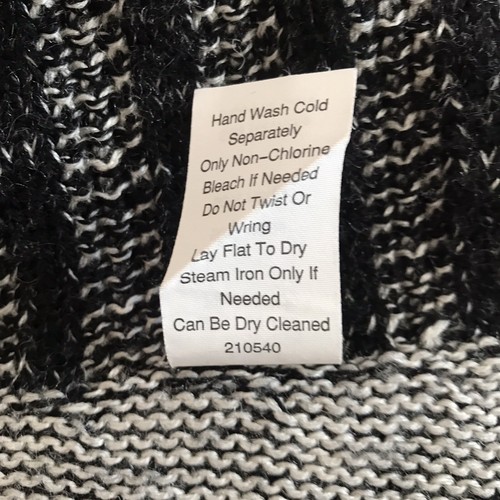 Hand Wash Cold
Separately
Only Non-Chlorine
Bleach If Needed
Do Not Twist Or
Wring
Lay Flat To Dry
Steam Iron Only If
Needed
Can Be Dry Cleaned
210540